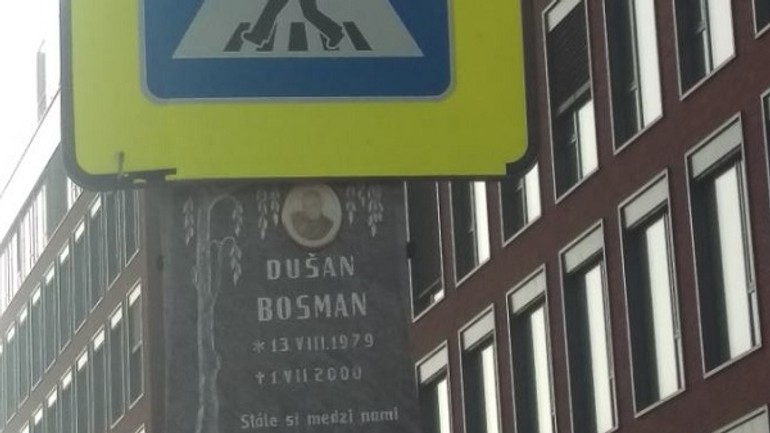 DUŠAN
BOSMAN
* 13. VIII. 1979
† 1. VII 2000
Stále si medzi nami